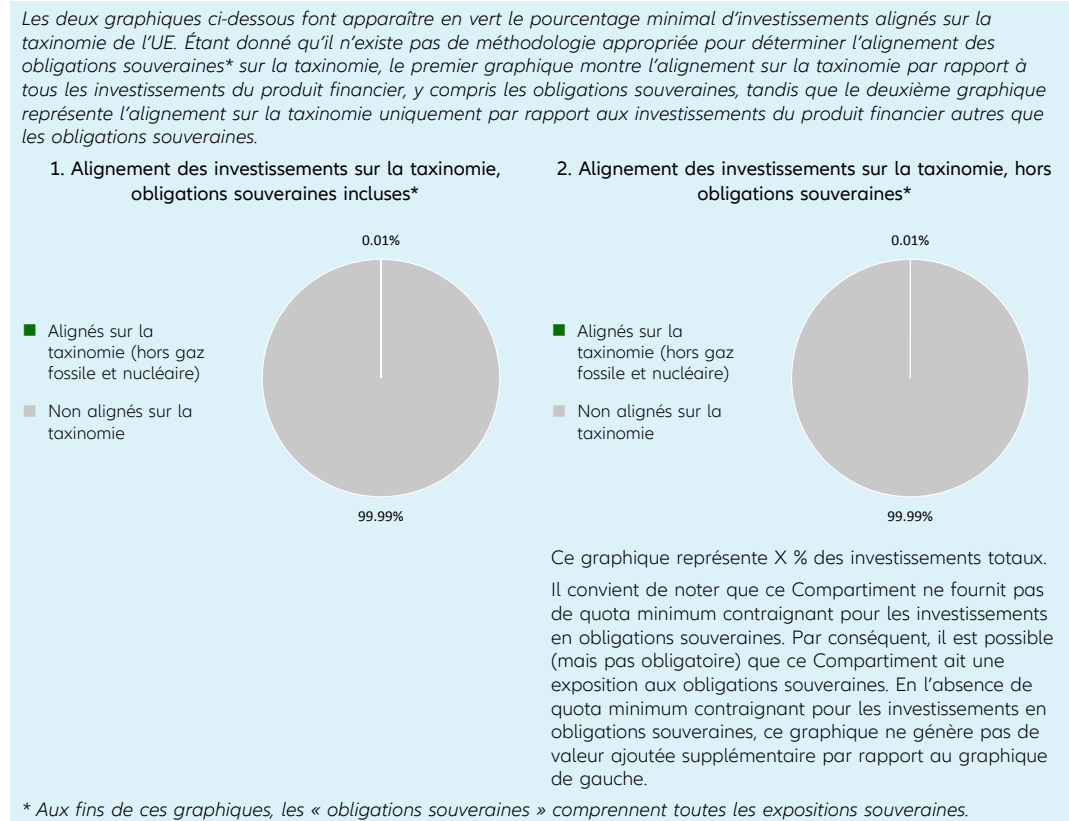 Les deux graphiques ci-dessous font apparaître en vert le pourcentage minimal d’investissements alignés sur la
taxinomie de l’UE. Étant donné qu’il n’existe pas de méthodologie appropriée pour déterminer l’alignement des
obligations souveraines* sur la taxinomie, le premier graphique montre l’alignement sur la taxinomie par rapport à
tous les investissements du produit financier, y compris les obligations souveraines, tandis que le deuxième graphique
représente l’alignement sur la taxinomie uniquement par rapport aux investissements du produit financier autres que
les obligations souveraines.
1. Alignement des investissements sur la taxinomie,
obligations souveraines incluses*
0.01%
Alignés sur la
taxinomie (hors gaz
fossile et nucléaire)
Non alignés sur la
taxinomie
99.99%
2. Alignement des investissements sur la taxinomie, hors
obligations souveraines*
0.01%
Alignés sur la
taxinomie (hors gaz
fossile et nucléaire)
Non alignés sur la
taxinomie
99.99%
Ce graphique représente X % des investissements totaux.
Il convient de noter que ce Compartiment ne fournit pas
de quota minimum contraignant pour les investissements
en obligations souveraines. Par conséquent, il est possible
(mais pas obligatoire) que ce Compartiment ait une
exposition aux obligations souveraines. En l’absence de
quota minimum contraignant pour les investissements en
obligations souveraines, ce graphique ne génère pas de
valeur ajoutée supplémentaire par rapport au graphique
de gauche.
* Aux fins de ces graphiques, les « obligations souveraines » comprennent toutes les expositions souveraines.